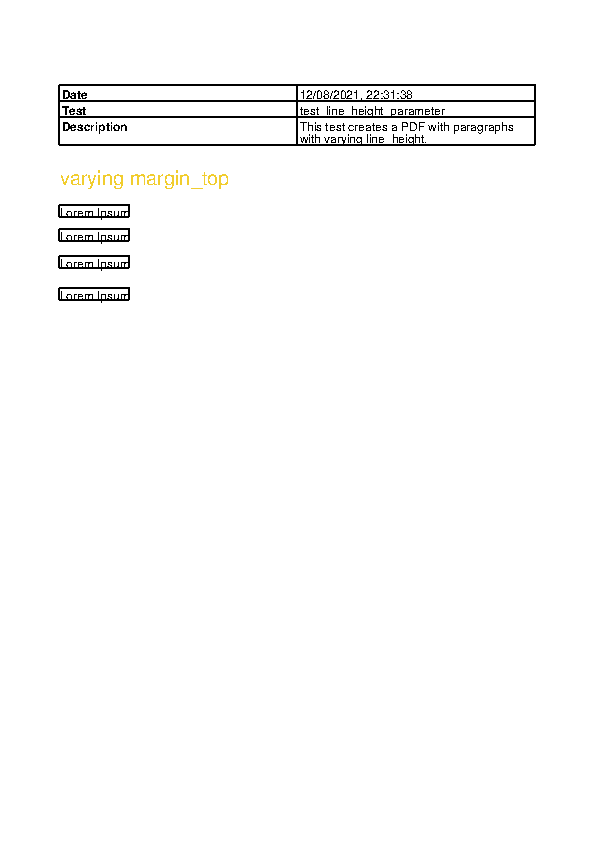 Date 12/08/2021, 22:31:38
Test test_line_height_parameter
Description This test creates a PDF with paragraphs
with varying line_height.
varying margin_top
Lorem Ipsum
Lorem Ipsum
Lorem Ipsum
Lorem Ipsum